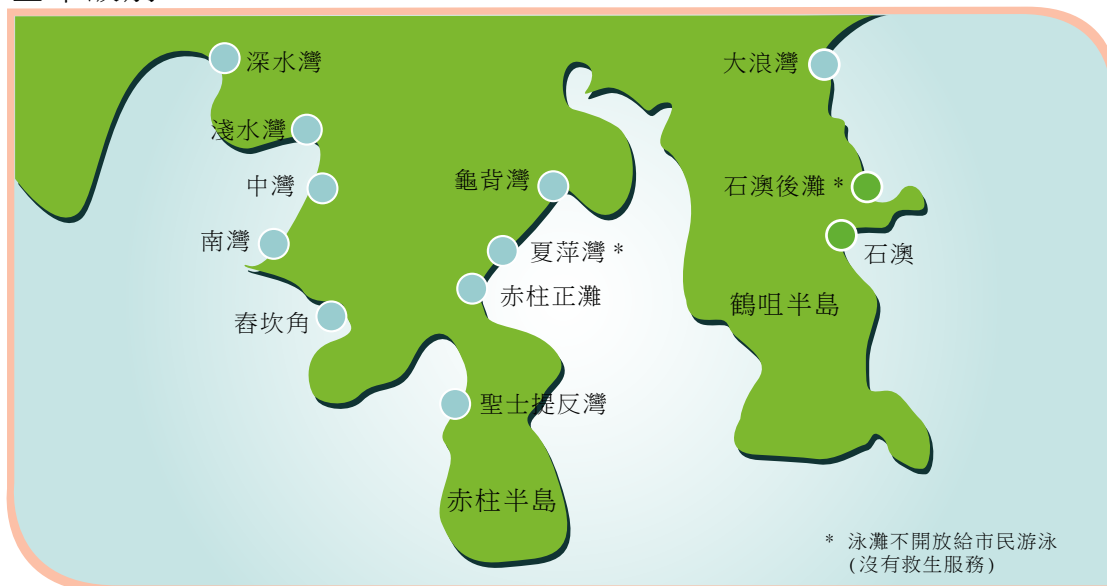 深水灣
大浪灣
淺水灣
中灣
龜背灣
石澳後灘 *
南灣
夏萍灣 *
石澳
赤柱正灘
鶴咀半島
舂坎角
聖士提反灣
赤柱半島
* 泳灘不開放給市民游泳
(沒有救生服務)